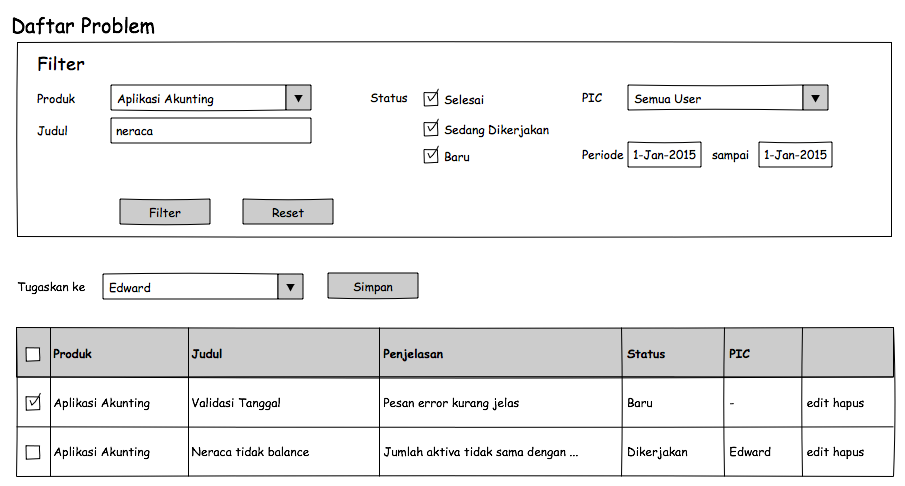 Daftar Problem
Filter
Produk Aplikasi Akunting Status Selesai PIC Semua User
Judul neraca Sedang Dikerjakan
Baru Periode 1-Jan-2015 sampai 1-Jan-2015
Filter Reset
Tugaskan ke Edward Simpan
Produk Judul Penjelasan Status PIC
Aplikasi Akunting Validasi Tanggal Pesan error kurang jelas Baru - edit hapus
Aplikasi Akunting Neraca tidak balance Jumlah aktiva tidak sama dengan ... Dikerjakan Edward edit hapus